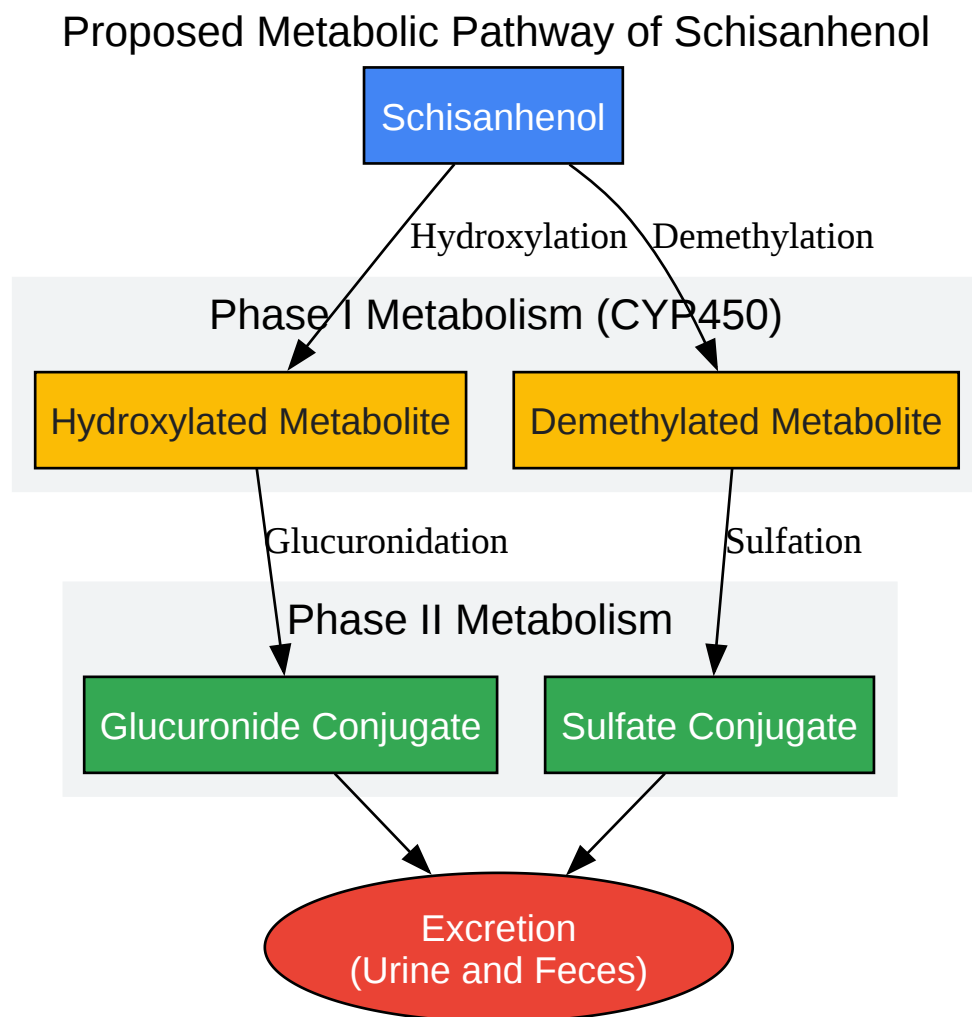 Proposed Metabolic Pathway of Schisanhenol
Schisanhenol
Hydroxylation
Demethylation
Phase I Metabolism (CYP450)
Hydroxylated Metabolite
Demethylated Metabolite
Glucuronidation
Sulfation
Phase II Metabolism
Glucuronide Conjugate
Sulfate Conjugate
Excretion
(Urine and Feces)